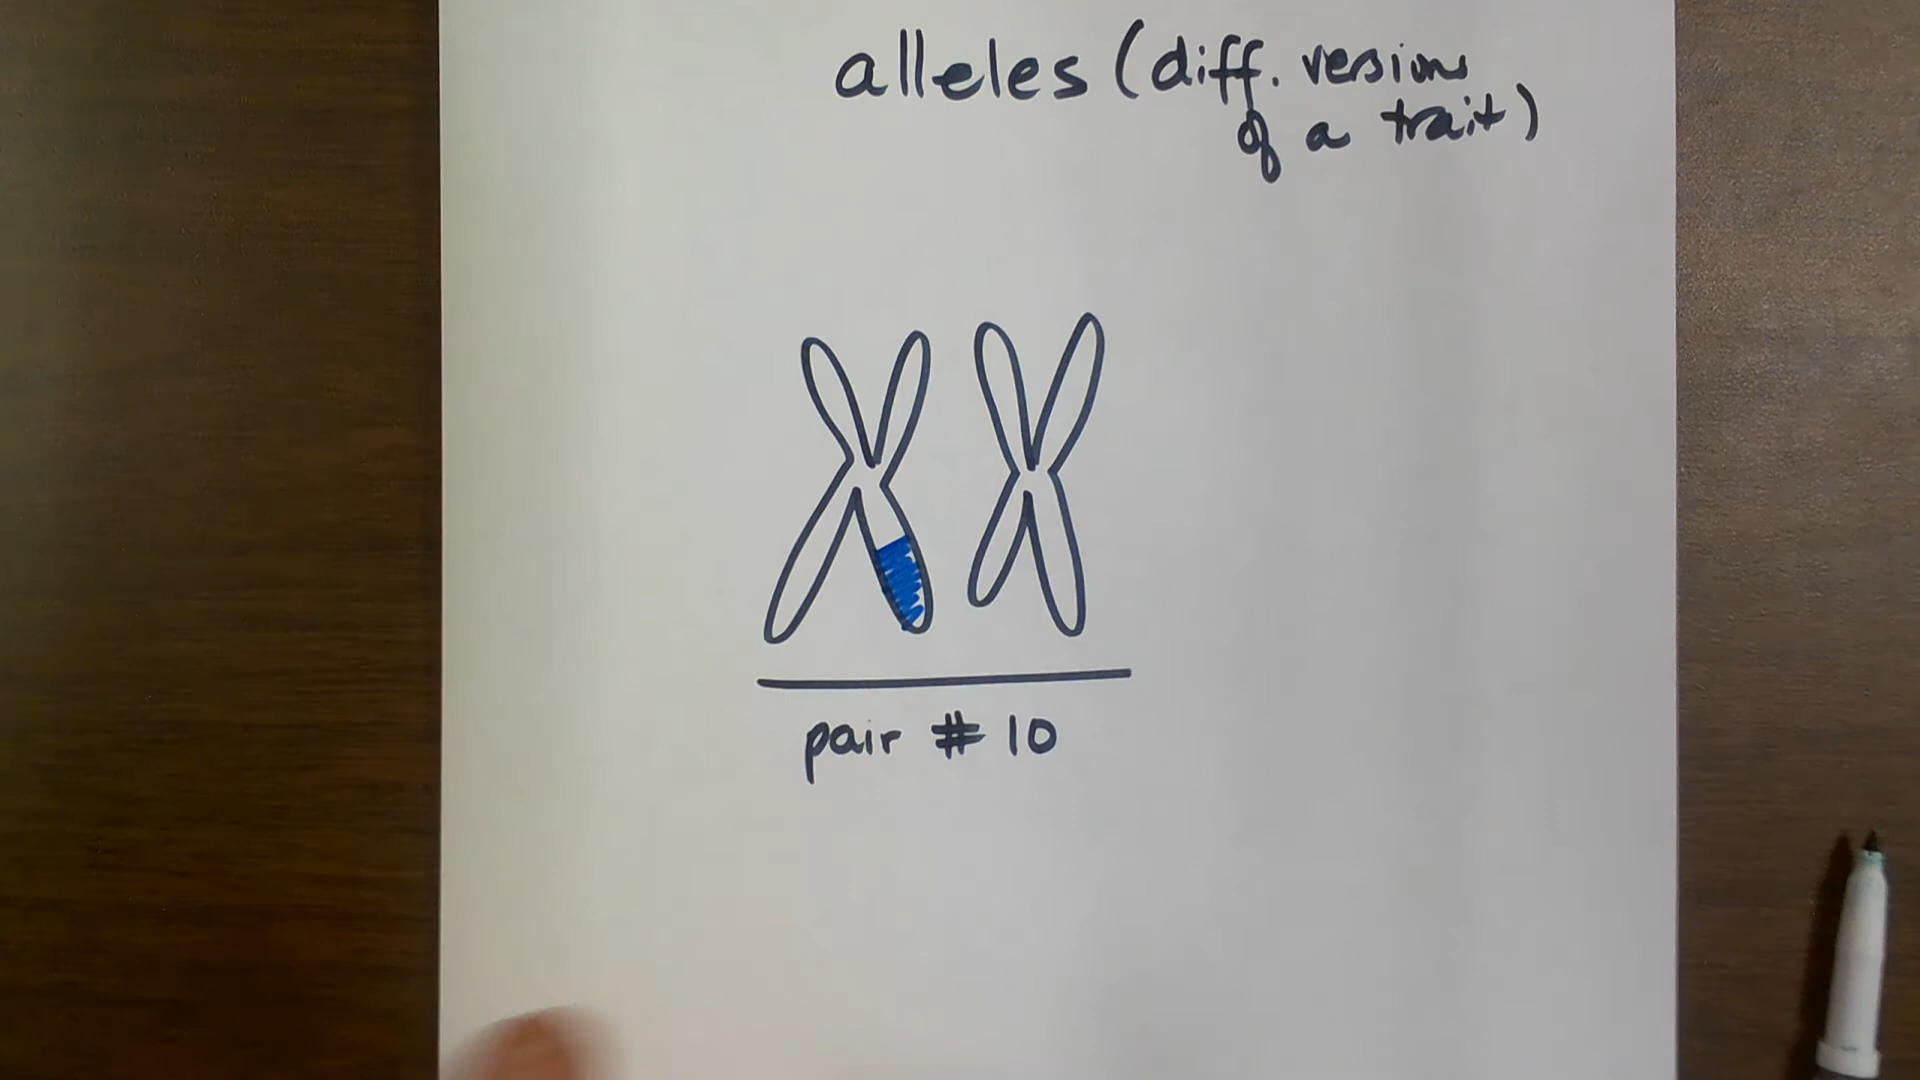 alleles (diff. versions
of a trait)
pair # 10